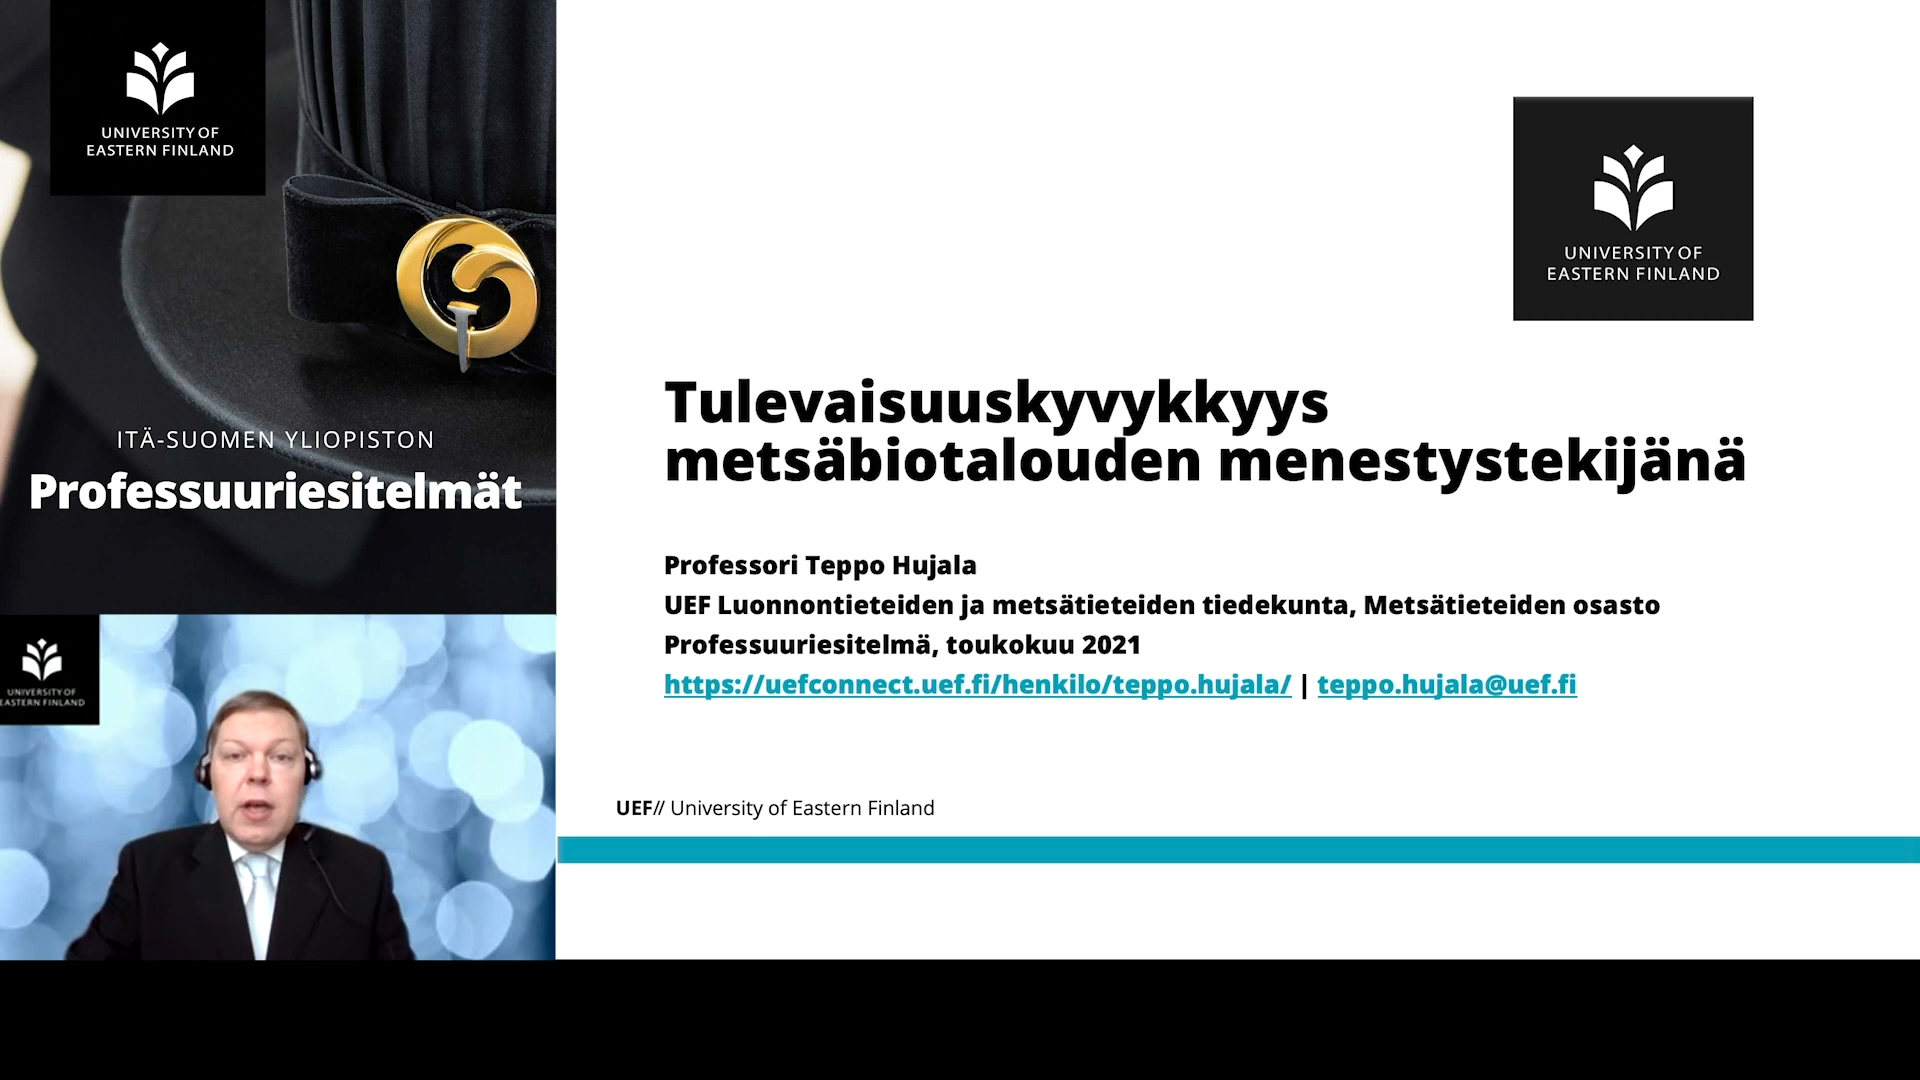 UNIVERSITY OF
EASTERN FINLAND
ITÄ-SUOMEN YLIOPISTON
Professuuriesitelmät
UNIVERSITY OF
EASTERN FINLAND
UNIVERSITY OF
EASTERN FINLAND
Tulevaisuuskyvykkyys
metsäbiotalouden menestystekijänä
Professori Teppo Hujala
UEF Luonnontieteiden ja metsätieteiden tiedekunta, Metsätieteiden osasto
Professuuriesitelmä, toukokuu 2021
https://uefconnect.uef.fi/henkilo/teppo.hujala/ | teppo.hujala@uef.fi
UEF// University of Eastern Finland